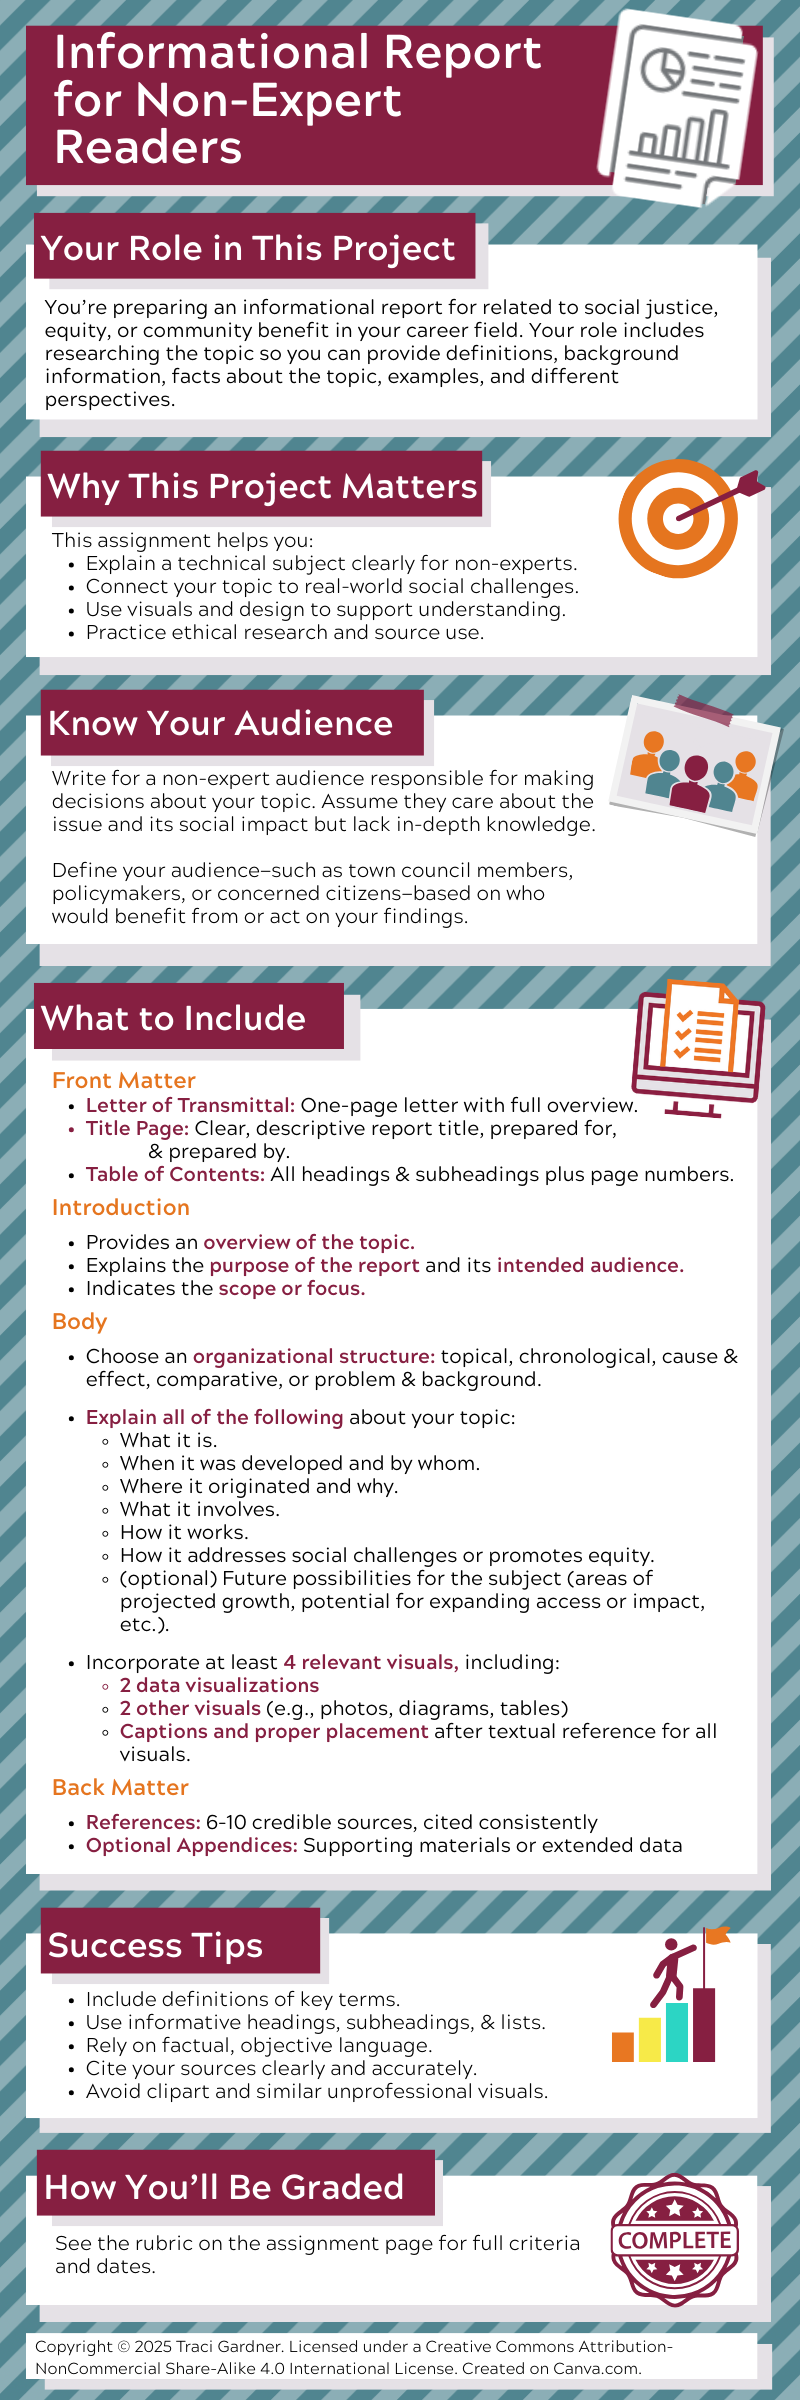 Informational Report
for Non-Expert
Readers
Your Role in This Project
You're preparing an informational report for related to social justice,
equity, or community benefit in your career field. Your role includes
researching the topic so you can provide definitions, background
information, facts about the topic, examples, and different
perspectives.
Why This Project Matters
This assignment helps you:
• Explain a technical subject clearly for non-experts.
• Connect your topic to real-world social challenges.
• Use visuals and design to support understanding.
• Practice ethical research and source use.
Know Your Audience
Write for a non-expert audience responsible for making
decisions about your topic. Assume they care about the
issue and its social impact but lack in-depth knowledge.
Define your audience—such as town council members,
policymakers, or concerned citizens—based on who
would benefit from or act on your findings.
What to Include
Front Matter
• Letter of Transmittal: One-page letter with full overview.
• Title Page: Clear, descriptive report title, prepared for,
& prepared by.
• Table of Contents: All headings & subheadings plus page numbers.
Introduction
• Provides an overview of the topic.
• Explains the purpose of the report and its intended audience.
• Indicates the scope or focus.
Body
• Choose an organizational structure: topical, chronological, cause &
effect, comparative, or problem & background.
• Explain all of the following about your topic:
◦ What it is.
◦ When it was developed and by whom.
◦ Where it originated and why.
◦ What it involves.
◦ How it works.
◦ How it addresses social challenges or promotes equity.
◦ (optional) Future possibilities for the subject (areas of
projected growth, potential for expanding access or impact,
etc.).
• Incorporate at least 4 relevant visuals, including:
◦ 2 data visualizations
◦ 2 other visuals (e.g., photos, diagrams, tables)
◦ Captions and proper placement after textual reference for all
visuals.
Back Matter
• References: 6-10 credible sources, cited consistently
• Optional Appendices: Supporting materials or extended data
Success Tips
• Include definitions of key terms.
• Use informative headings, subheadings, & lists.
• Rely on factual, objective language.
• Cite your sources clearly and accurately.
• Avoid clipart and similar unprofessional visuals.
How You'll Be Graded
See the rubric on the assignment page for full criteria
and dates.
COMPLETE
Copyright © 2025 Traci Gardner. Licensed under a Creative Commons Attribution-
NonCommercial Share-Alike 4.0 International License. Created on Canva.com.